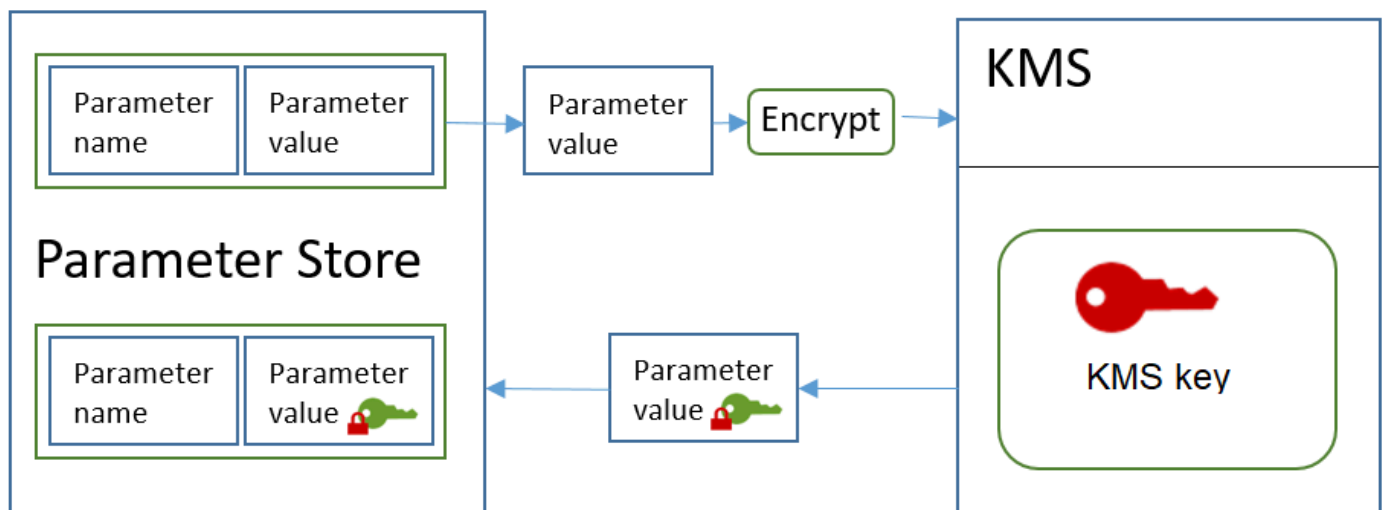 Parameter
name
Parameter
value
Parameter
value
Encrypt
KMS
Parameter Store
KMS key
Parameter
name
Parameter
value
Parameter
value